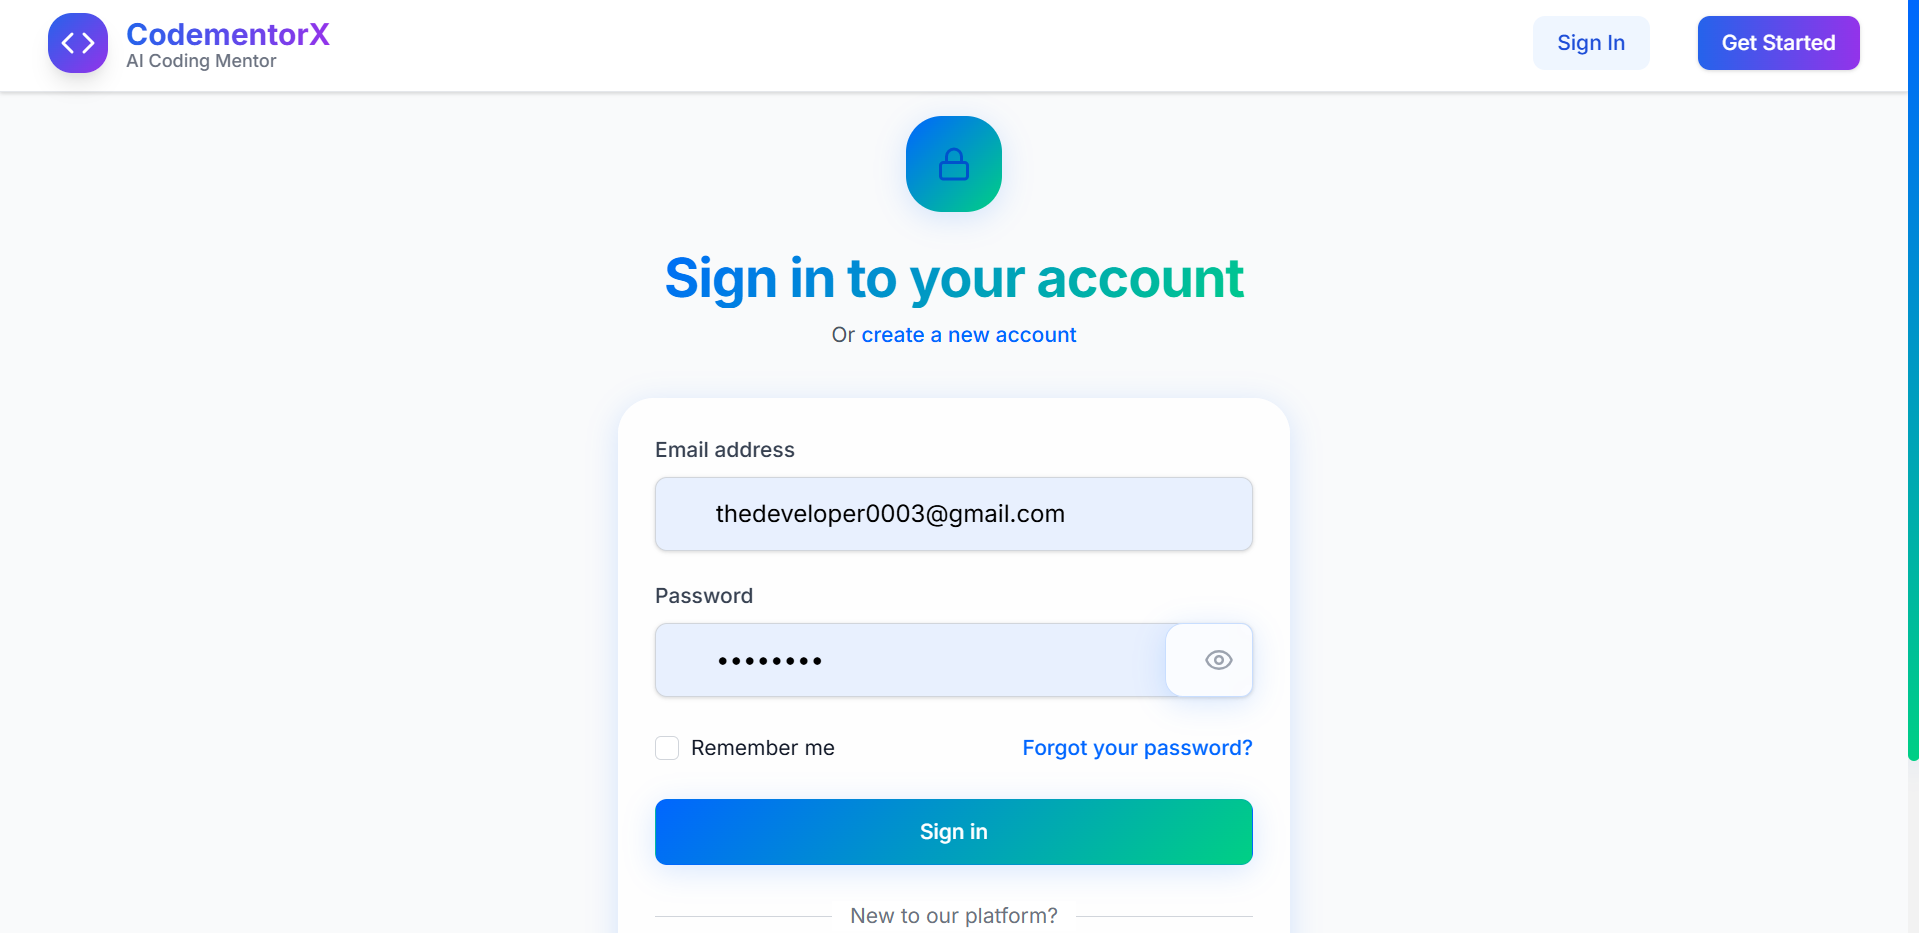 CodementorX
AI Coding Mentor
Sign In
Get Started
Sign in to your account
Or create a new account
Email address
thedeveloper0003@gmail.com
Password
••••••••
Remember me
Forgot your password?
Sign in
New to our platform?